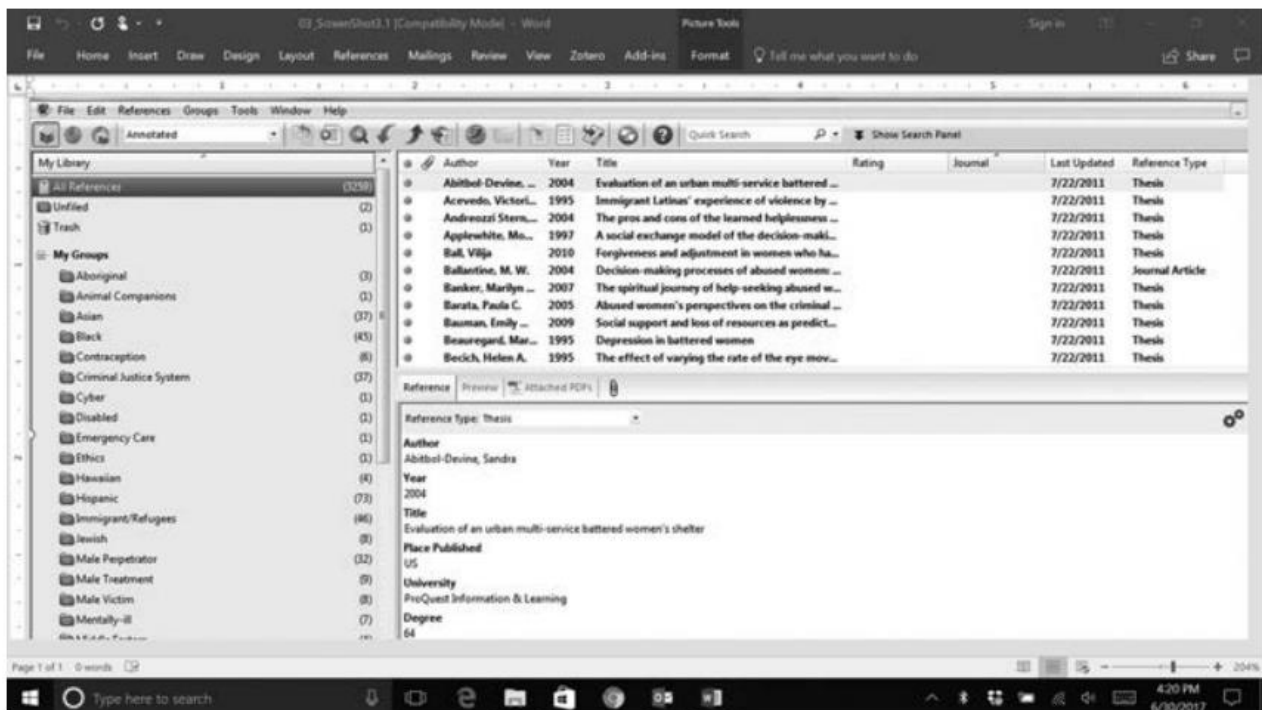 03_ScreenShot3.1 [Compatibility Mode] - Word Picture Tools Sign in
File Home Insert Draw Design Layout References Mailings Review View Zotero Add-ins Format Tell me what you want to do Share
File Edit References Groups Tools Window Help
Annotated Quick Search Show Search Panel
My Library
All References (3259)
Unfiled (2)
Trash (1)
My Groups
Aboriginal (3)
Animal Companions (1)
Asian (37)
Black (45)
Contraception (6)
Criminal Justice System (37)
Cyber (1)
Disabled (1)
Emergency Care (1)
Ethics (1)
Hawaiian (4)
Hispanic (73)
Immigrant/Refugees (46)
Jewish (8)
Male Perpetrator (32)
Male Treatment (9)
Male Victim (8)
Mentally-ill (7)
Author Year Title Rating Journal Last Updated Reference Type
Abitbol-Devine, ... 2004 Evaluation of an urban multi-service battered ... 7/22/2011 Thesis
Acevedo, Victori... 1995 Immigrant Latinas' experience of violence by ... 7/22/2011 Thesis
Andreozzi Stern,... 2004 The pros and cons of the learned helplessness ... 7/22/2011 Thesis
Applewhite, Mo... 1997 A social exchange model of the decision-maki... 7/22/2011 Thesis
Ball, Vilija 2010 Forgiveness and adjustment in women who ha... 7/22/2011 Thesis
Ballantine, M. W. 2004 Decision-making processes of abused women: ... 7/22/2011 Journal Article
Banker, Marilyn ... 2007 The spiritual journey of help-seeking abused w... 7/22/2011 Thesis
Barata, Paula C. 2005 Abused women's perspectives on the criminal ... 7/22/2011 Thesis
Bauman, Emily ... 2009 Social support and loss of resources as predict... 7/22/2011 Thesis
Beauregard, Mar... 1995 Depression in battered women 7/22/2011 Thesis
Becich, Helen A. 1995 The effect of varying the rate of the eye mov... 7/22/2011 Thesis
Reference Preview Attached PDFs
Reference Type: Thesis
Author
Abitbol-Devine, Sandra
Year
2004
Title
Evaluation of an urban multi-service battered women's shelter
Place Published
US
University
ProQuest Information & Learning
Degree
64
Page 1 of 1 0 words 204%
Type here to search 4:20 PM
6/30/2017